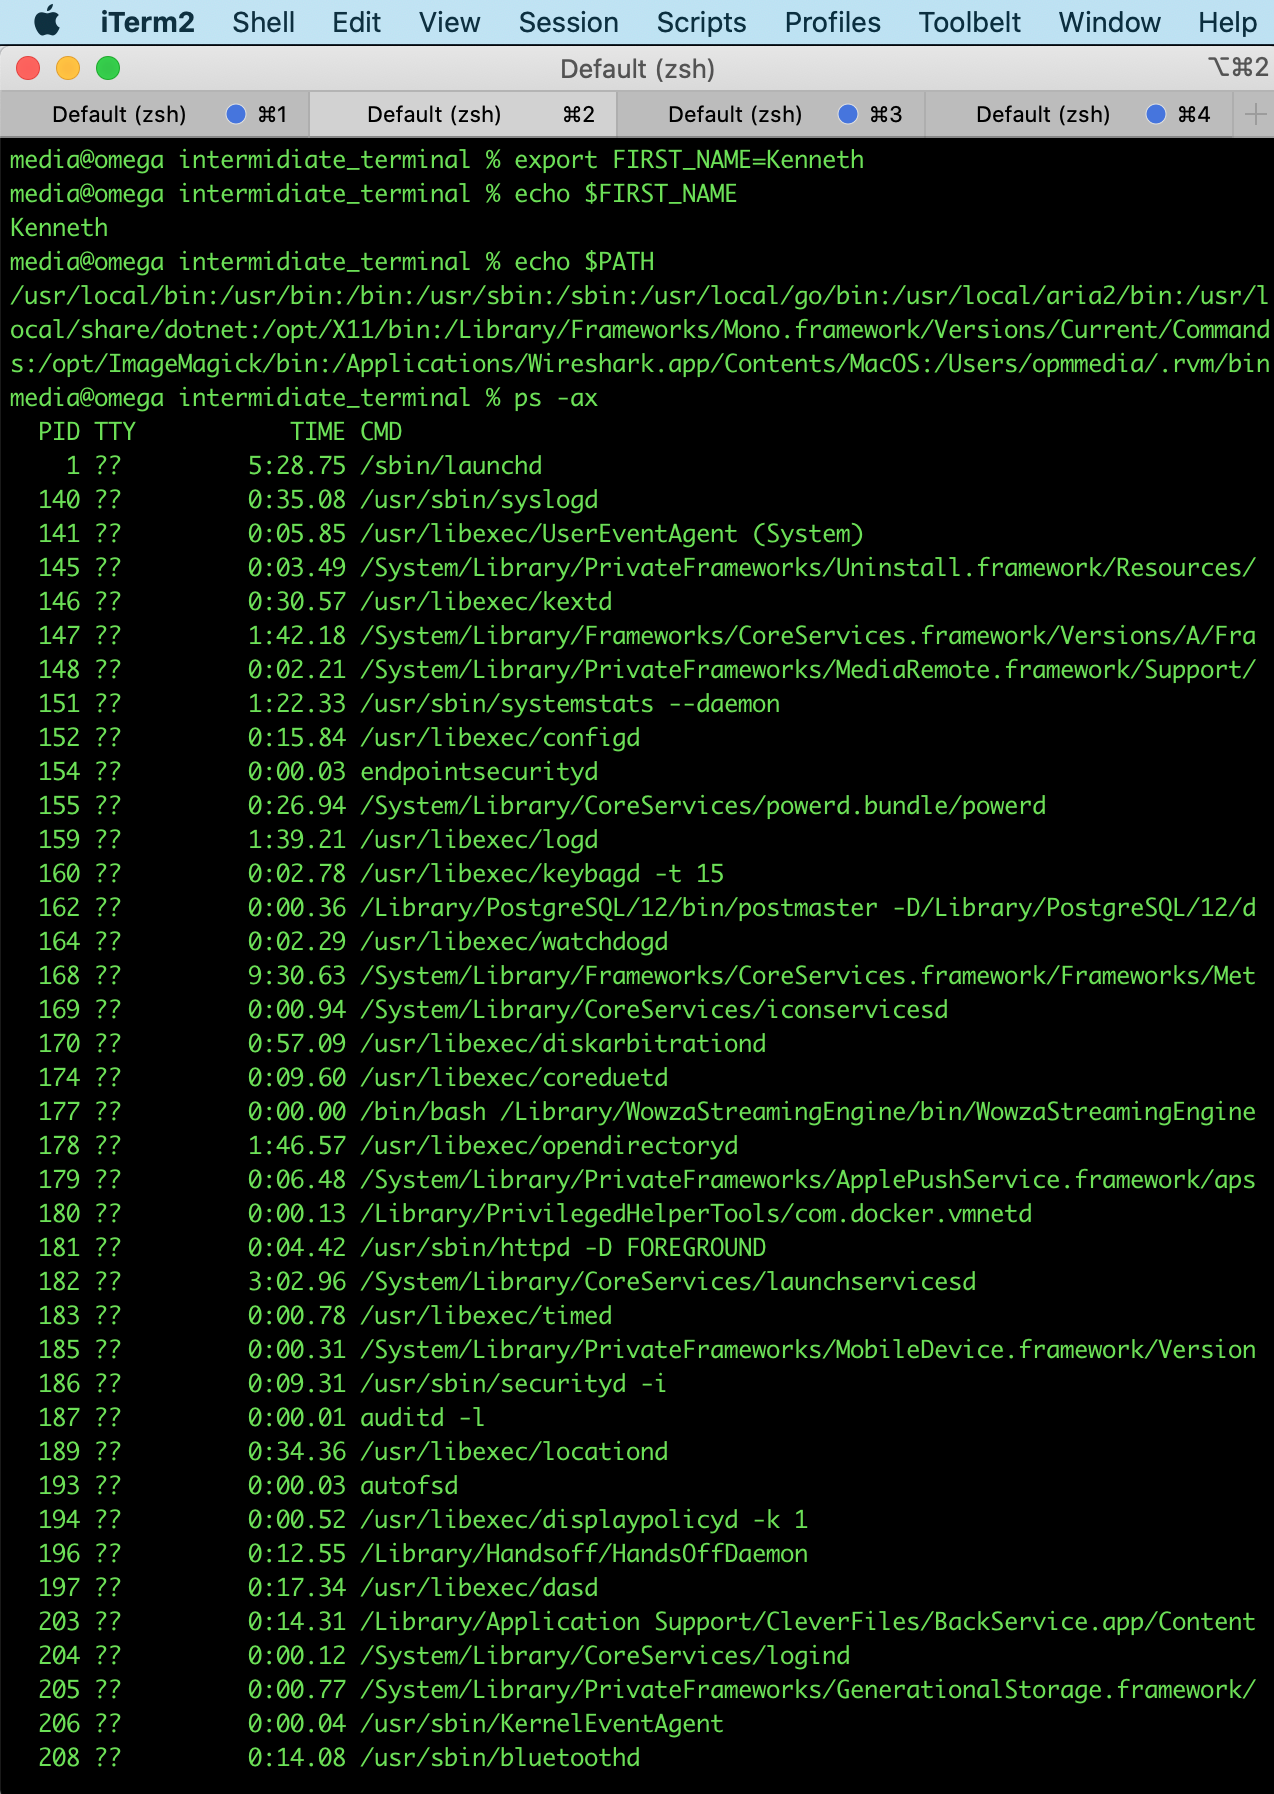 iTerm2 Shell Edit View Session Scripts Profiles Toolbelt Window Help
Default (zsh) ⌥⌘2
Default (zsh) ⌘1 Default (zsh) ⌘2 Default (zsh) ⌘3 Default (zsh) ⌘4 +
media@omega intermidiate_terminal % export FIRST_NAME=Kenneth
media@omega intermidiate_terminal % echo $FIRST_NAME
Kenneth
media@omega intermidiate_terminal % echo $PATH
/usr/local/bin:/usr/bin:/bin:/usr/sbin:/sbin:/usr/local/go/bin:/usr/local/aria2/bin:/usr/l
ocal/share/dotnet:/opt/X11/bin:/Library/Frameworks/Mono.framework/Versions/Current/Command
s:/opt/ImageMagick/bin:/Applications/Wireshark.app/Contents/MacOS:/Users/opmmedia/.rvm/bin
media@omega intermidiate_terminal % ps -ax
PID TTY TIME CMD
1 ?? 5:28.75 /sbin/launchd
140 ?? 0:35.08 /usr/sbin/syslogd
141 ?? 0:05.85 /usr/libexec/UserEventAgent (System)
145 ?? 0:03.49 /System/Library/PrivateFrameworks/Uninstall.framework/Resources/
146 ?? 0:30.57 /usr/libexec/kextd
147 ?? 1:42.18 /System/Library/Frameworks/CoreServices.framework/Versions/A/Fra
148 ?? 0:02.21 /System/Library/PrivateFrameworks/MediaRemote.framework/Support/
151 ?? 1:22.33 /usr/sbin/systemstats --daemon
152 ?? 0:15.84 /usr/libexec/configd
154 ?? 0:00.03 endpointsecurityd
155 ?? 0:26.94 /System/Library/CoreServices/powerd.bundle/powerd
159 ?? 1:39.21 /usr/libexec/logd
160 ?? 0:02.78 /usr/libexec/keybagd -t 15
162 ?? 0:00.36 /Library/PostgreSQL/12/bin/postmaster -D/Library/PostgreSQL/12/d
164 ?? 0:02.29 /usr/libexec/watchdogd
168 ?? 9:30.63 /System/Library/Frameworks/CoreServices.framework/Frameworks/Met
169 ?? 0:00.94 /System/Library/CoreServices/iconservicesd
170 ?? 0:57.09 /usr/libexec/diskarbitrationd
174 ?? 0:09.60 /usr/libexec/coreduetd
177 ?? 0:00.00 /bin/bash /Library/WowzaStreamingEngine/bin/WowzaStreamingEngine
178 ?? 1:46.57 /usr/libexec/opendirectoryd
179 ?? 0:06.48 /System/Library/PrivateFrameworks/ApplePushService.framework/aps
180 ?? 0:00.13 /Library/PrivilegedHelperTools/com.docker.vmnetd
181 ?? 0:04.42 /usr/sbin/httpd -D FOREGROUND
182 ?? 3:02.96 /System/Library/CoreServices/launchservicesd
183 ?? 0:00.78 /usr/libexec/timed
185 ?? 0:00.31 /System/Library/PrivateFrameworks/MobileDevice.framework/Version
186 ?? 0:09.31 /usr/sbin/securityd -i
187 ?? 0:00.01 auditd -l
189 ?? 0:34.36 /usr/libexec/locationd
193 ?? 0:00.03 autofsd
194 ?? 0:00.52 /usr/libexec/displaypolicyd -k 1
196 ?? 0:12.55 /Library/Handsoff/HandsOffDaemon
197 ?? 0:17.34 /usr/libexec/dasd
203 ?? 0:14.31 /Library/Application Support/CleverFiles/BackService.app/Content
204 ?? 0:00.12 /System/Library/CoreServices/logind
205 ?? 0:00.77 /System/Library/PrivateFrameworks/GenerationalStorage.framework/
206 ?? 0:00.04 /usr/sbin/KernelEventAgent
208 ?? 0:14.08 /usr/sbin/bluetoothd